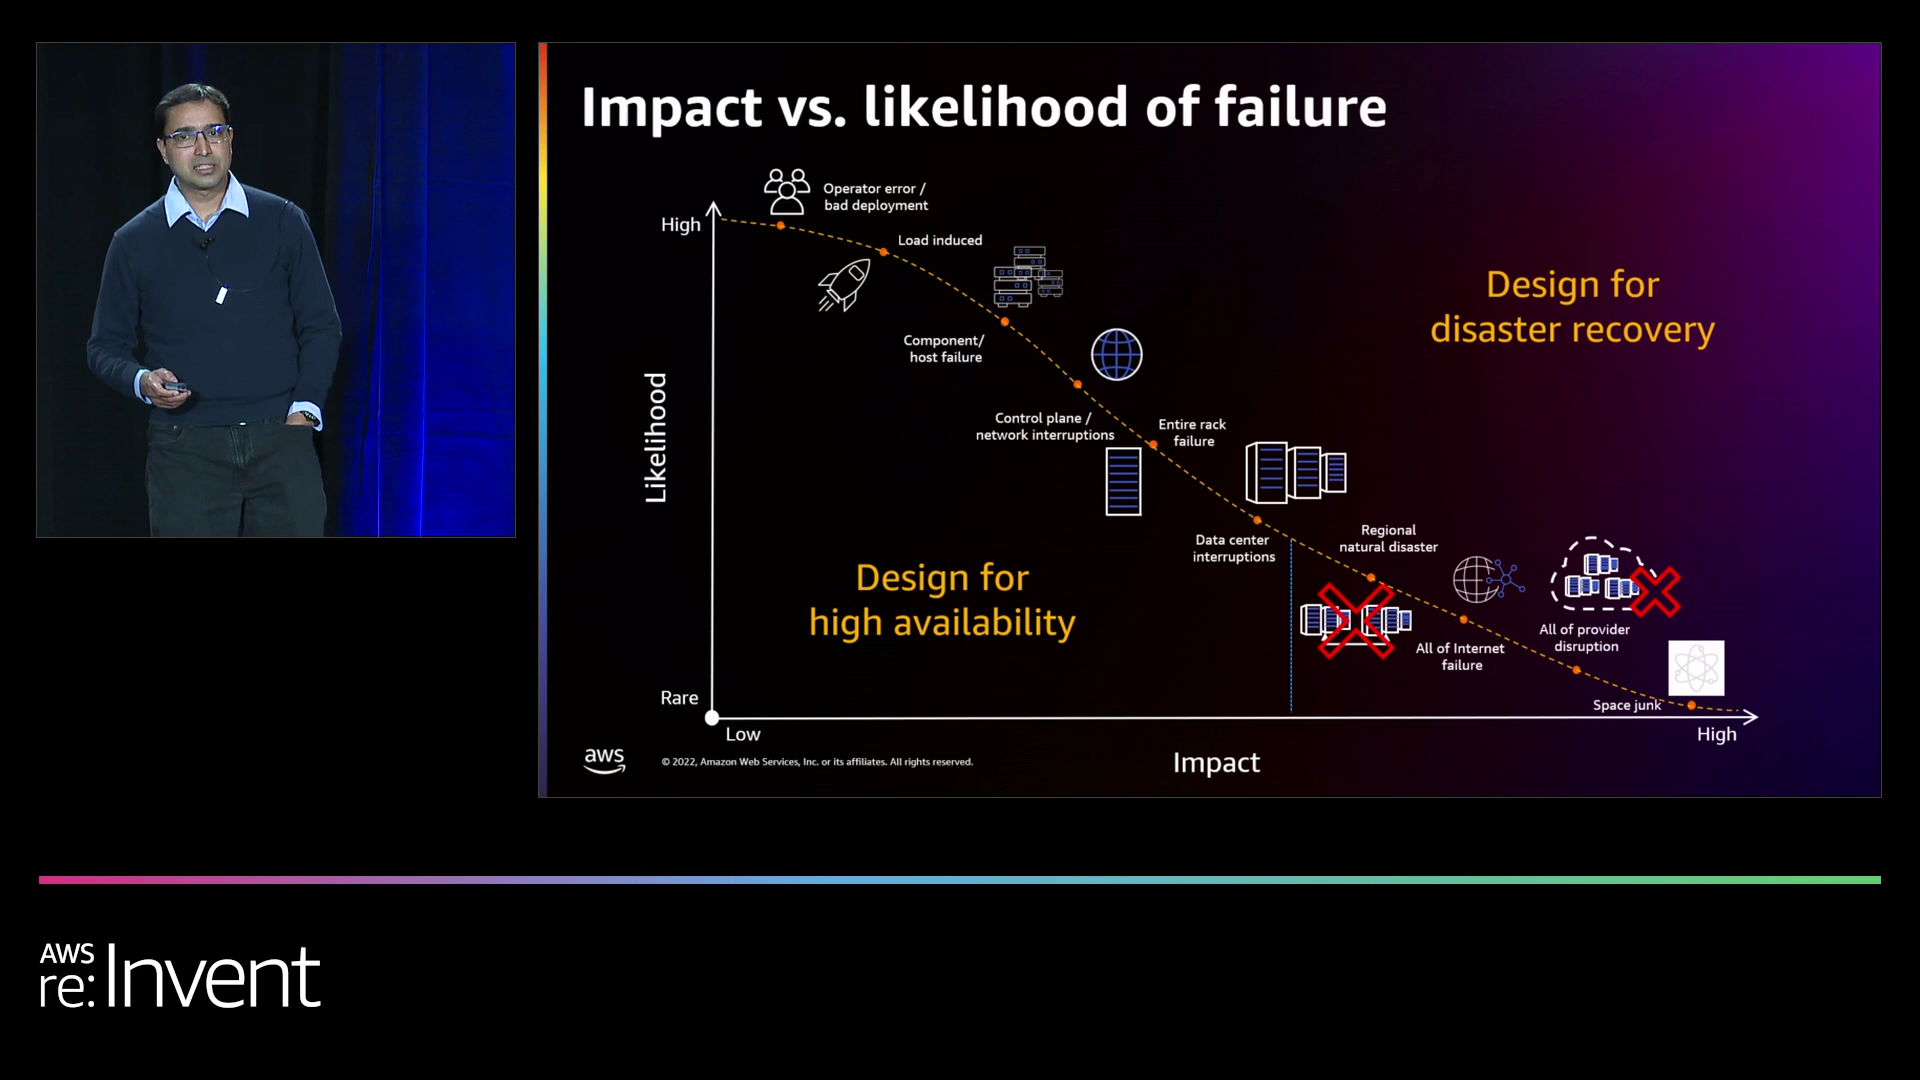 Impact vs. likelihood of failure
Operator error /
bad deployment
High
Load induced
Design for
disaster recovery
Component/
host failure
Likelihood
Control plane /
network interruptions
Entire rack
failure
Data center
interruptions
Regional
natural disaster
Design for
high availability
All of Internet
failure
All of provider
disruption
Rare
Space junk
Low
High
aws
© 2022, Amazon Web Services, Inc. or its affiliates. All rights reserved.
Impact
AWS
re:Invent